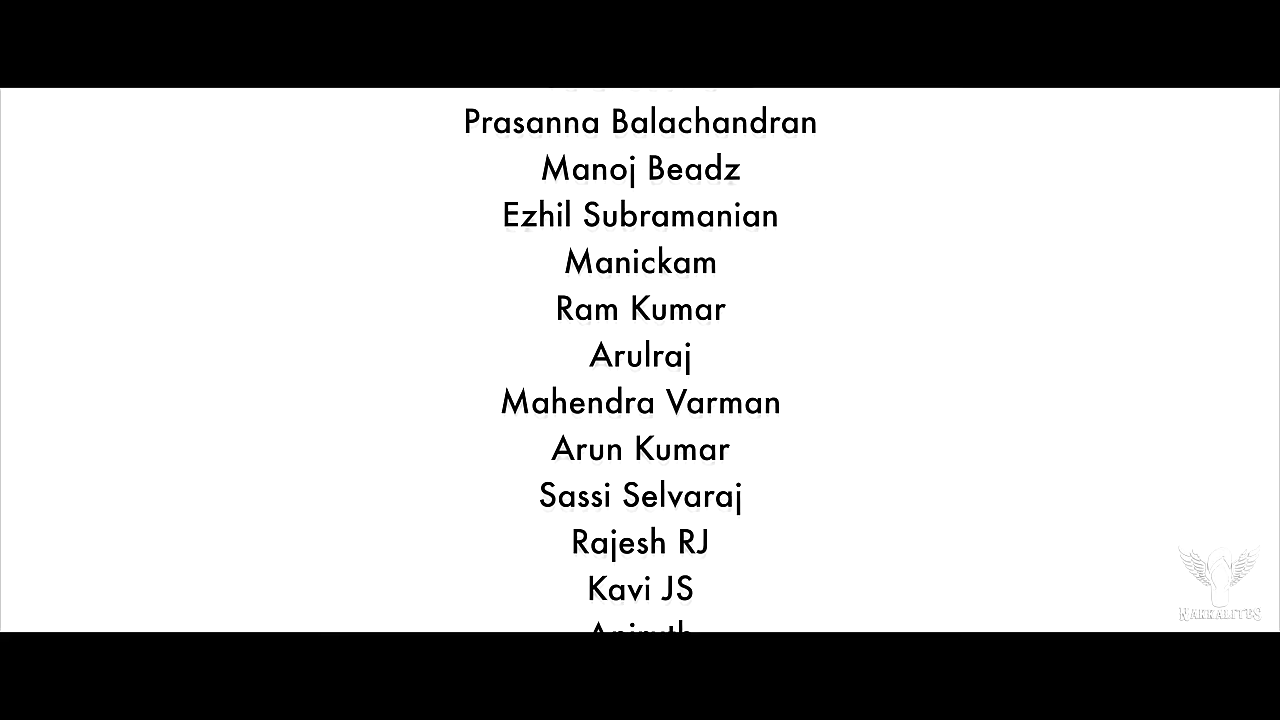 Prasanna Balachandran
Manoj Beadz
Ezhil Subramanian
Manickam
Ram Kumar
Arulraj
Mahendra Varman
Arun Kumar
Sassi Selvaraj
Rajesh RJ
Kavi JS
NAKKALITES